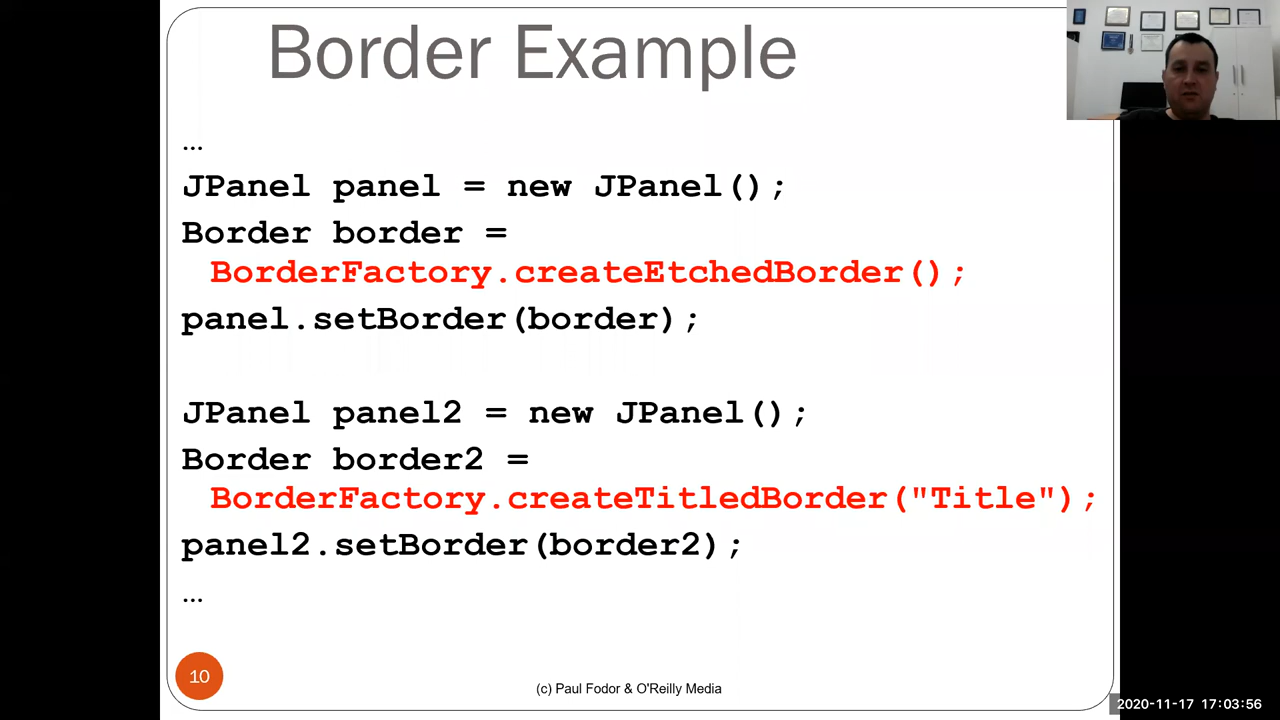 Border Example
…
JPanel panel = new JPanel();
Border border =
BorderFactory.createEtchedBorder();
panel.setBorder(border);
JPanel panel2 = new JPanel();
Border border2 =
BorderFactory.createTitledBorder("Title");
panel2.setBorder(border2);
…
10
(c) Paul Fodor & O'Reilly Media
2020-11-17 17:03:56